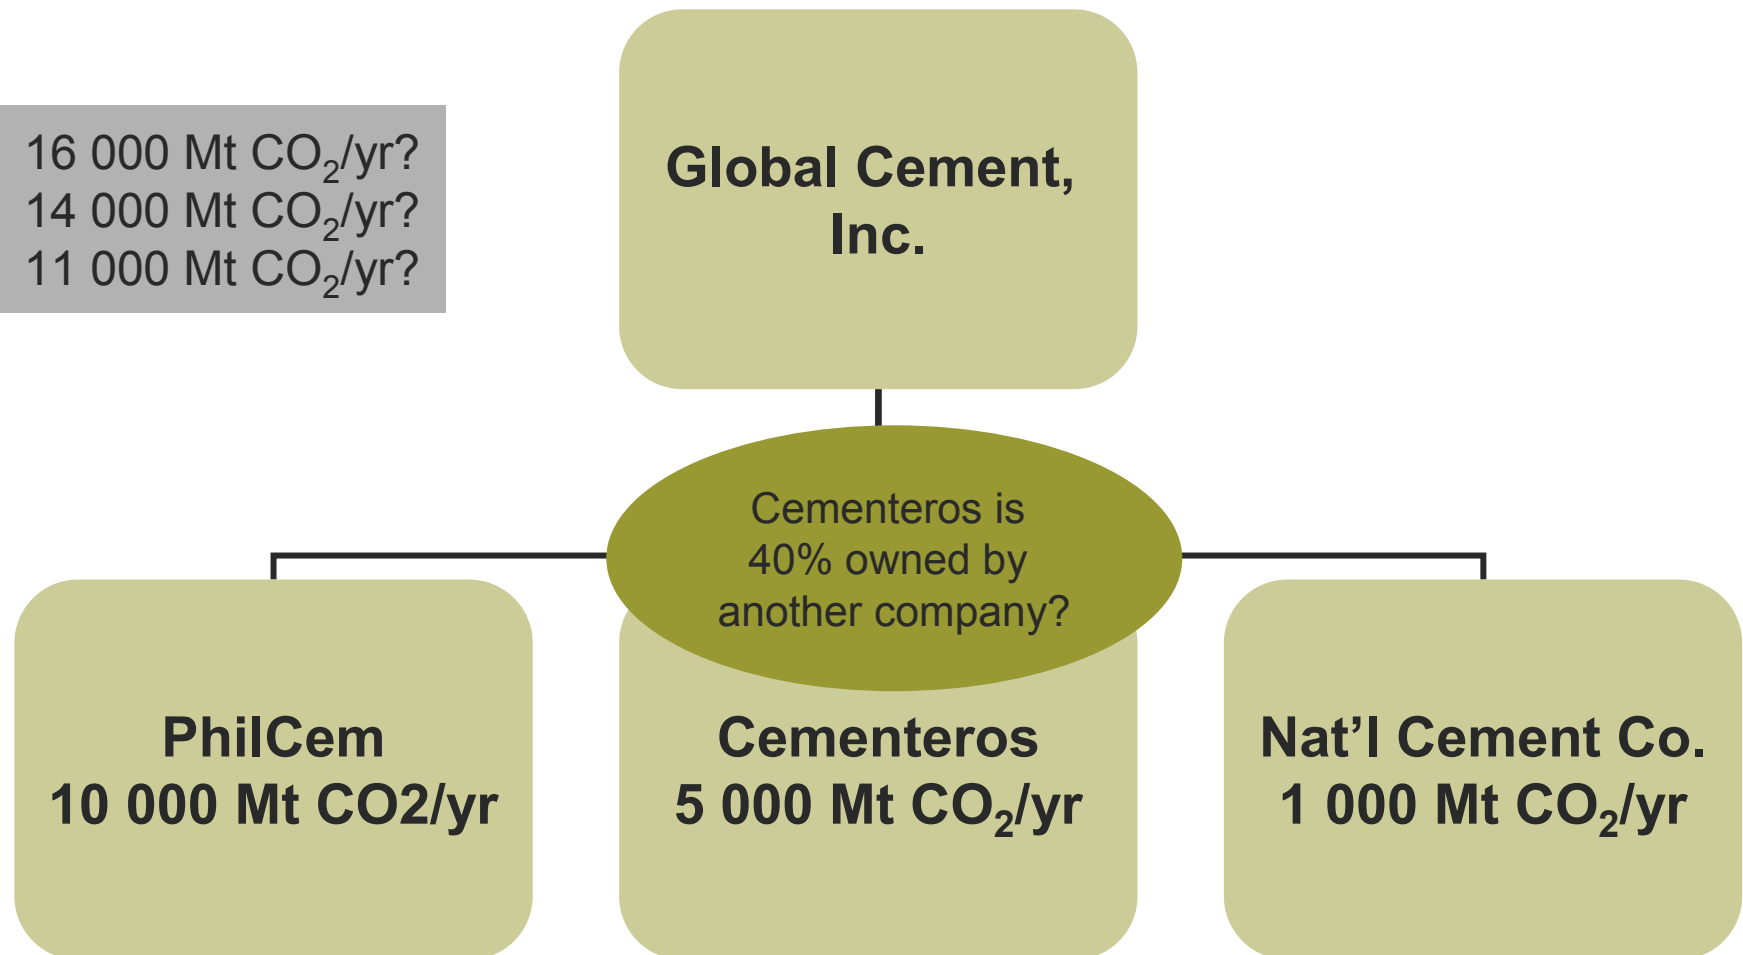 16 000 Mt CO₂/yr?
14 000 Mt CO₂/yr?
11 000 Mt CO₂/yr?
Global Cement,
Inc.
Cementeros is
40% owned by
another company?
PhilCem
10 000 Mt CO2/yr
Cementeros
5 000 Mt CO₂/yr
Nat’l Cement Co.
1 000 Mt CO₂/yr